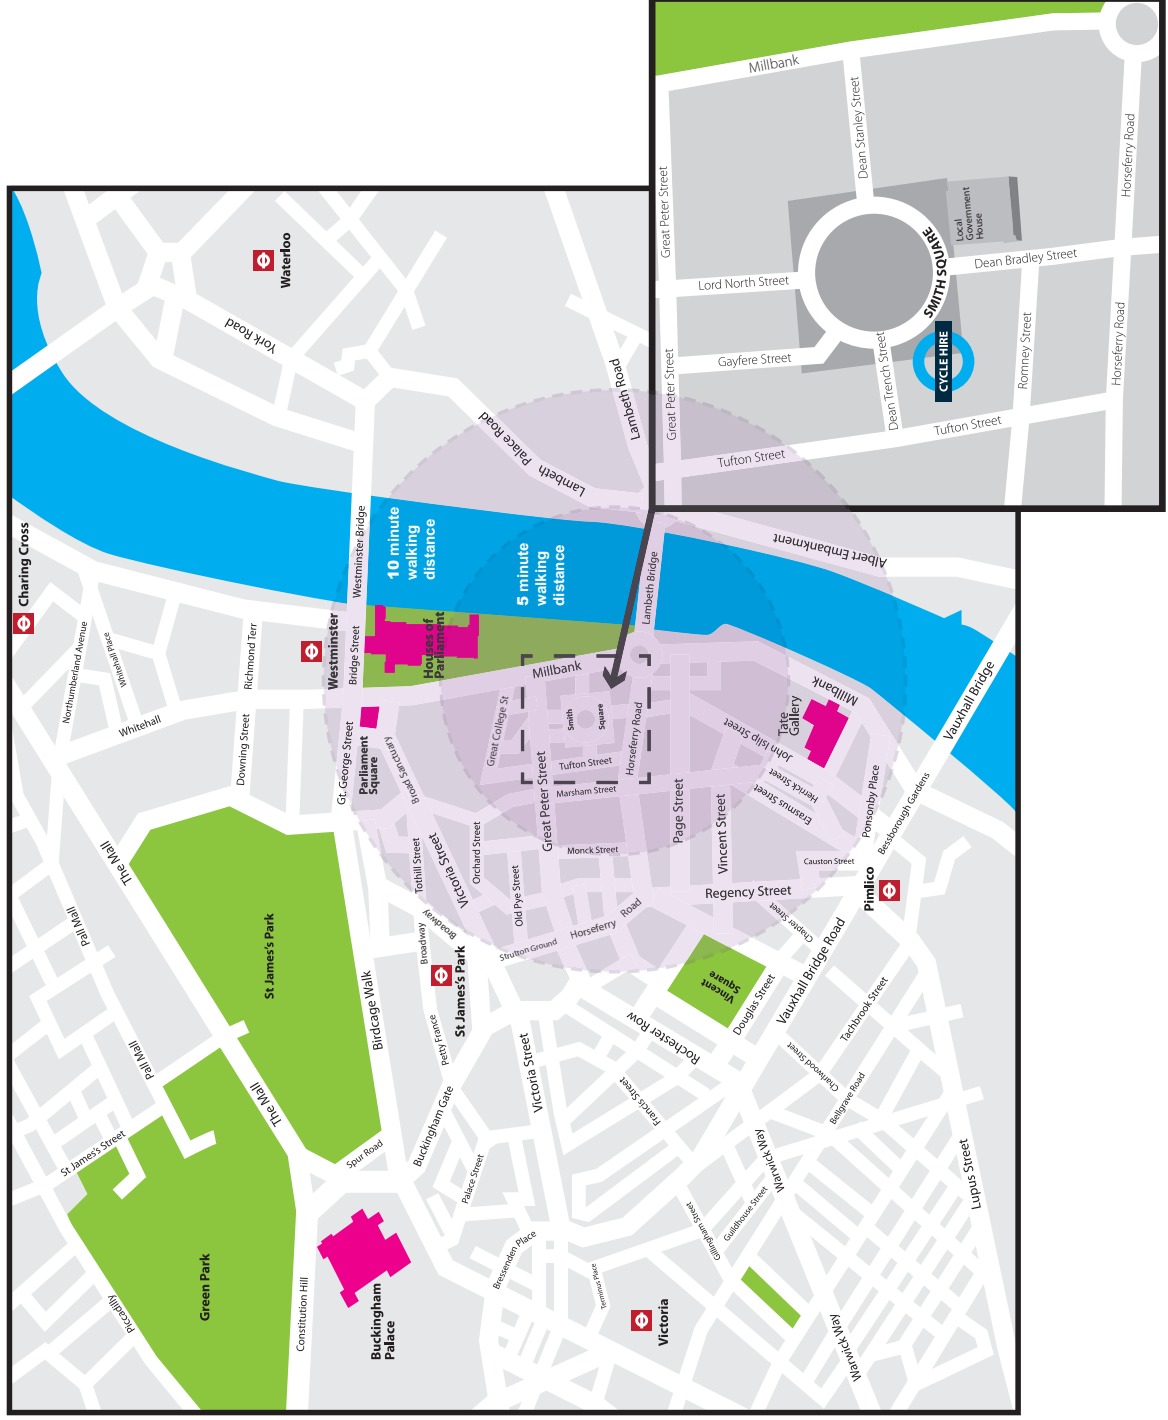 Millbank
Great Peter Street
Dean Stanley Street
Horseferry Road
Local
Government
House
SMITH SQUARE
Dean Bradley Street
Lord North Street
Gayfere Street
Great Peter Street
Dean Trench Street
CYCLE HIRE
Romney Street
Horseferry Road
Tufton Street
Tufton Street
Waterloo
York Road
Lambeth Road
Lambeth Palace Road
Albert Embankment
Charing Cross
Westminster Bridge
10 minute
walking
distance
5 minute
walking
distance
Lambeth Bridge
Northumberland Avenue
Whitehall Place
Richmond Terr
Westminster
Bridge Street
Houses of
Parliament
Millbank
Whitehall
Downing Street
Gt. George Street
Parliament
Square
Broad Sanctuary
Great College St
Smith
Square
Horseferry Road
Tufton Street
Marsham Street
Great Peter Street
John Islip Street
Tate
Gallery
Millbank
Vauxhall Bridge
Herrick Street
Erasmus Street
Ponsonby Place
Bessborough Gardens
The Mall
Pall Mall
Tothill Street
Victoria Street
Orchard Street
Old Pye Street
Monck Street
Page Street
Vincent Street
Causton Street
Regency Street
Pimlico
St James's Park
Broadway
Broadway
Strutton Ground
Horseferry Road
Chapter Street
Vauxhall Bridge Road
St James's Park
Birdcage Walk
Petty France
Vincent
Square
Douglas Street
Rochester Row
Tachbrook Street
Pall Mall
The Mall
Victoria Street
Francis Street
Charlwood Street
Bellgrave Road
St James's Street
Spur Road
Buckingham Gate
Palace Street
Warwick Way
Lupus Street
Gillingham Street
Guildhouse Street
Green Park
Piccadilly
Constitution Hill
Buckingham
Palace
Bressenden Place
Terminus Place
Victoria
Warwick Way